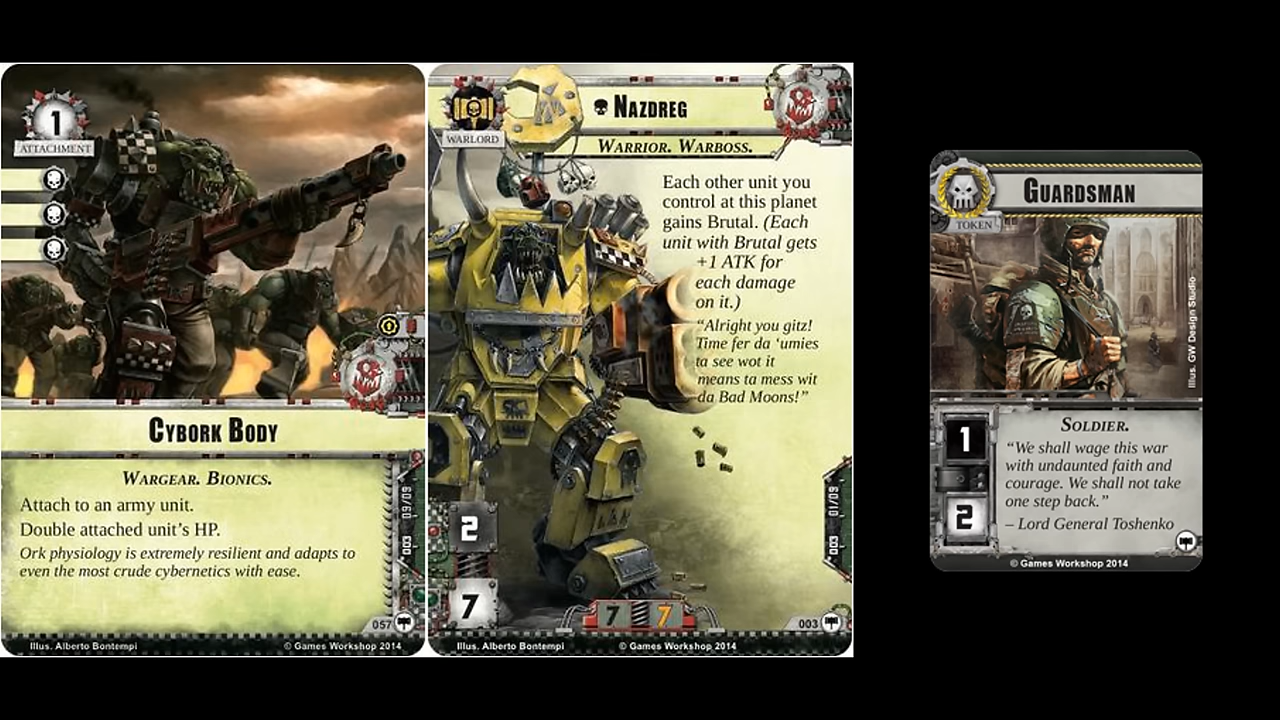 1
ATTACHMENT
CYBORK BODY
WARGEAR. BIONICS.
Attach to an army unit.
Double attached unit's HP.
Ork physiology is extremely resilient and adapts to
even the most crude cybernetics with ease.
09/09
003
057
Illus. Alberto Bontempi
© Games Workshop 2014
WARLORD
NAZDREG
WARRIOR. WARBOSS.
Each other unit you
control at this planet
gains Brutal. (Each
unit with Brutal gets
+1 ATK for
each damage
on it.)
"Alright you gitz!
Time fer da 'umies
ta see wot it
means ta mess wit
da Bad Moons!"
2
7
7 7
01/09
003
003
Illus. Alberto Bontempi
© Games Workshop 2014
TOKEN
GUARDSMAN
Illus. GW Design Studio
1
2
SOLDIER.
"We shall wage this war
with undaunted faith and
courage. We shall not take
one step back."
– Lord General Toshenko
© Games Workshop 2014